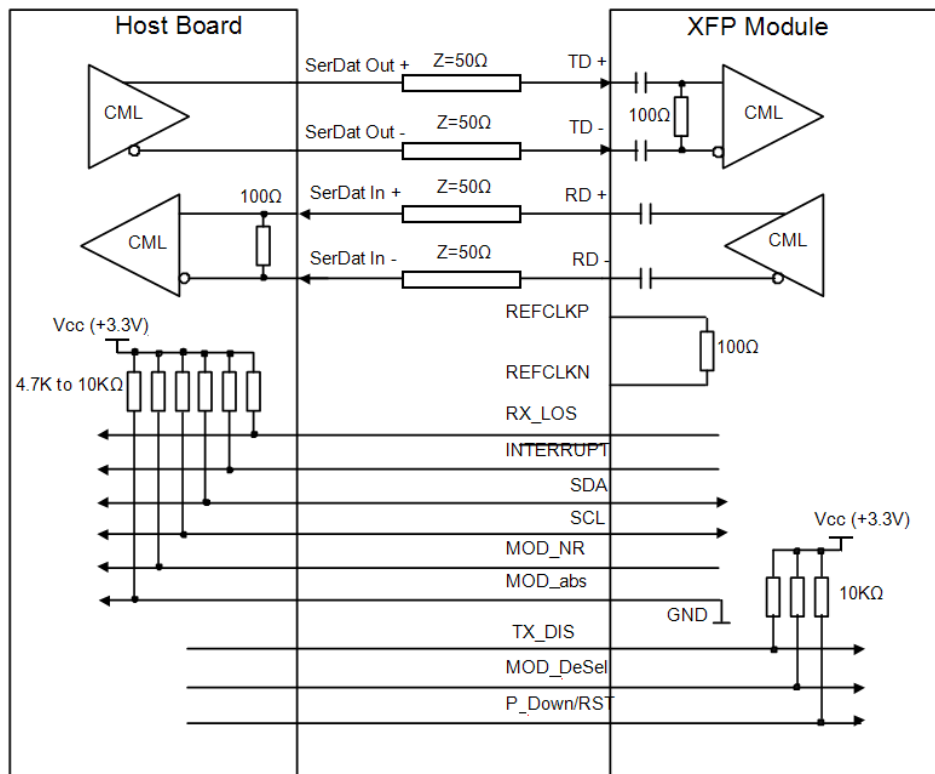 Host Board
XFP Module
SerDat Out +
Z=50Ω
TD +
CML
100Ω
CML
SerDat Out -
Z=50Ω
TD -
SerDat In +
Z=50Ω
RD +
100Ω
CML
CML
SerDat In -
Z=50Ω
RD -
REFCLKP
Vcc (+3.3V)
100Ω
REFCLKN
4.7K to 10KΩ
RX_LOS
INTERRUPT
SDA
SCL
Vcc (+3.3V)
MOD_NR
MOD_abs
10KΩ
GND
TX_DIS
MOD_DeSel
P_Down/RST